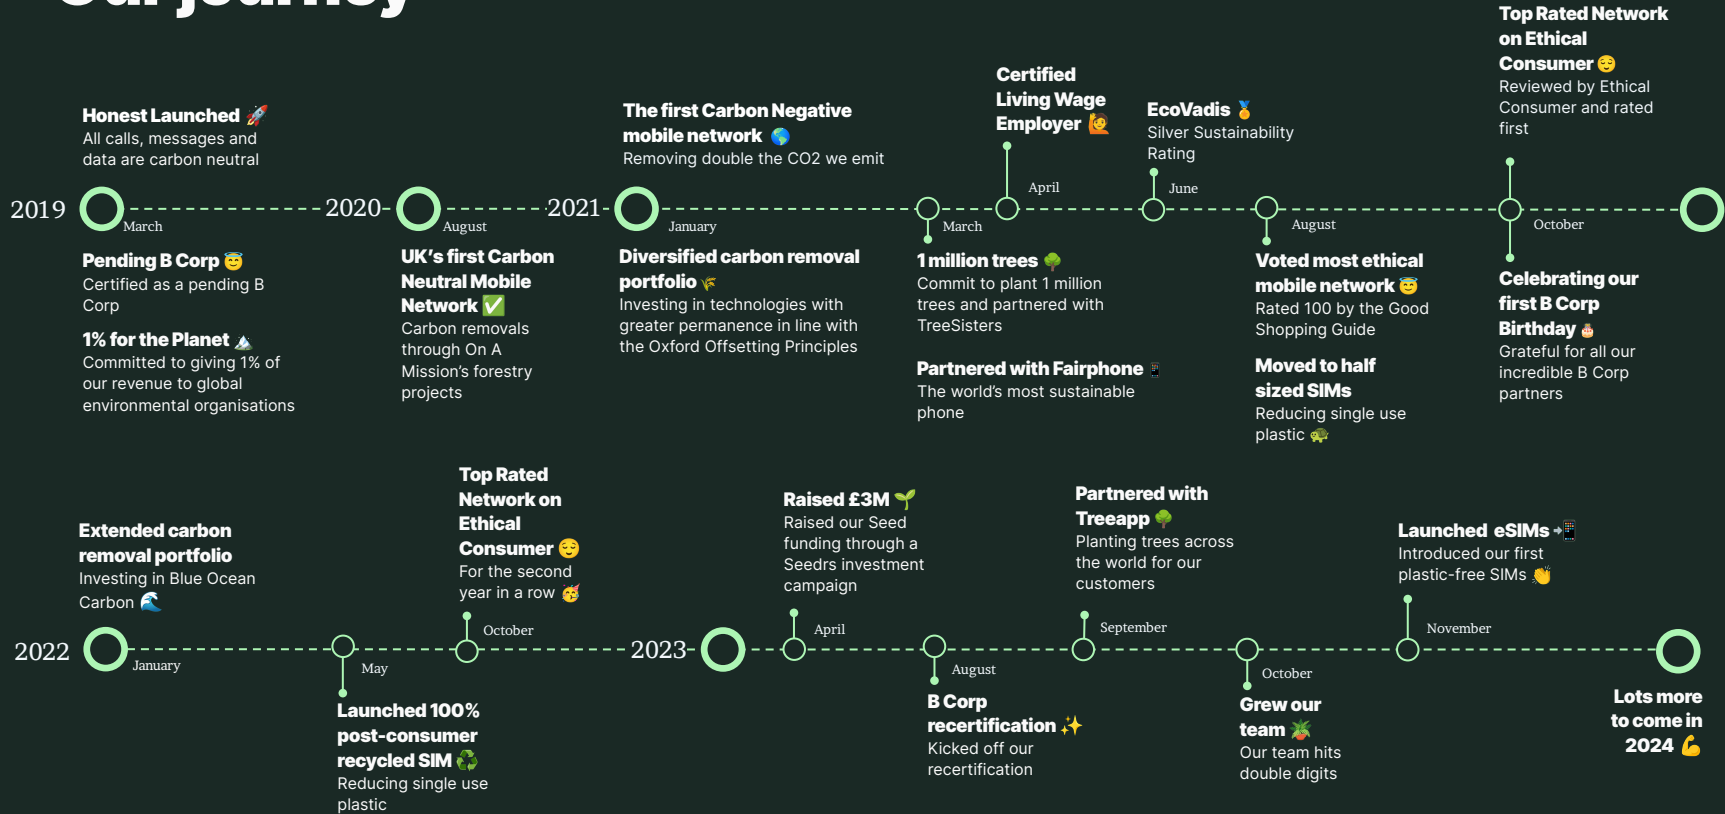 Our journey
Honest Launched 🚀
All calls, messages and
data are carbon neutral
2019
March
Pending B Corp 😇
Certified as a pending B
Corp
1% for the Planet 🏔️
Committed to giving 1% of
our revenue to global
environmental organisations
2020
August
UK’s first Carbon
Neutral Mobile
Network ✅
Carbon removals
through On A
Mission’s forestry
projects
2021
The first Carbon Negative
mobile network 🌎
Removing double the CO2 we emit
January
Diversified carbon removal
portfolio 🌾
Investing in technologies with
greater permanence in line with
the Oxford Offsetting Principles
March
1 million trees 🌳
Commit to plant 1 million
trees and partnered with
TreeSisters
Partnered with Fairphone 📱
The world’s most sustainable
phone
Certified
Living Wage
Employer 🙋
April
EcoVadis 🏅
Silver Sustainability
Rating
June
August
Voted most ethical
mobile network 😇
Rated 100 by the Good
Shopping Guide
Moved to half
sized SIMs
Reducing single use
plastic 🐢
Top Rated Network
on Ethical
Consumer 😌
Reviewed by Ethical
Consumer and rated
first
October
Celebrating our
first B Corp
Birthday 🎂
Grateful for all our
incredible B Corp
partners
Extended carbon
removal portfolio
Investing in Blue Ocean
Carbon 🌊
2022
January
May
Launched 100%
post-consumer
recycled SIM ♻️
Reducing single use
plastic
Top Rated
Network on
Ethical
Consumer 😌
For the second
year in a row 🥳
October
2023
Raised £3M 🌱
Raised our Seed
funding through a
Seedrs investment
campaign
April
August
B Corp
recertification ✨
Kicked off our
recertification
Partnered with
Treeapp 🌳
Planting trees across
the world for our
customers
September
October
Grew our
team 🪴
Our team hits
double digits
Launched eSIMs 📲
Introduced our first
plastic-free SIMs 👏
November
Lots more
to come in
2024 💪